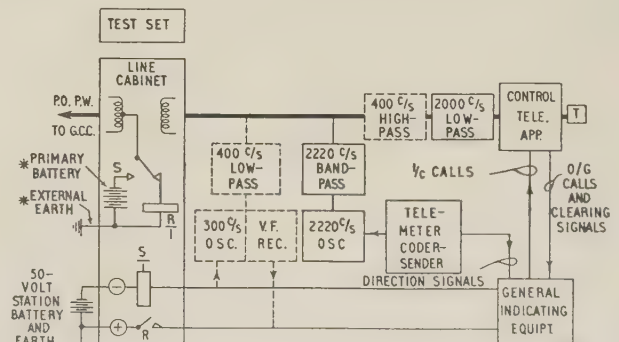 TEST SET
LINE
CABINET
P.O. P.W.
TO G.C.C.
*PRIMARY
BATTERY
S
*EXTERNAL
EARTH
R
I
400 C/S
LOW-
PASS
2220 C/S
BAND-
PASS
400 C/S
HIGH-
PASS
2000 C/S
LOW-
PASS
CONTROL
TELE.
APP.
T
I/C CALLS
O/G
CALLS
AND
CLEARING
SIGNALS
300 C/S
OSC.
V.F.
REC.
2220 C/S
OSC
TELE-
METER
CODER-
SENDER
DIRECTION SIGNALS
GENERAL
INDICATING
EQUIPT
50-
VOLT
STATION
BATTERY
AND
EARTH
S
−
+
R